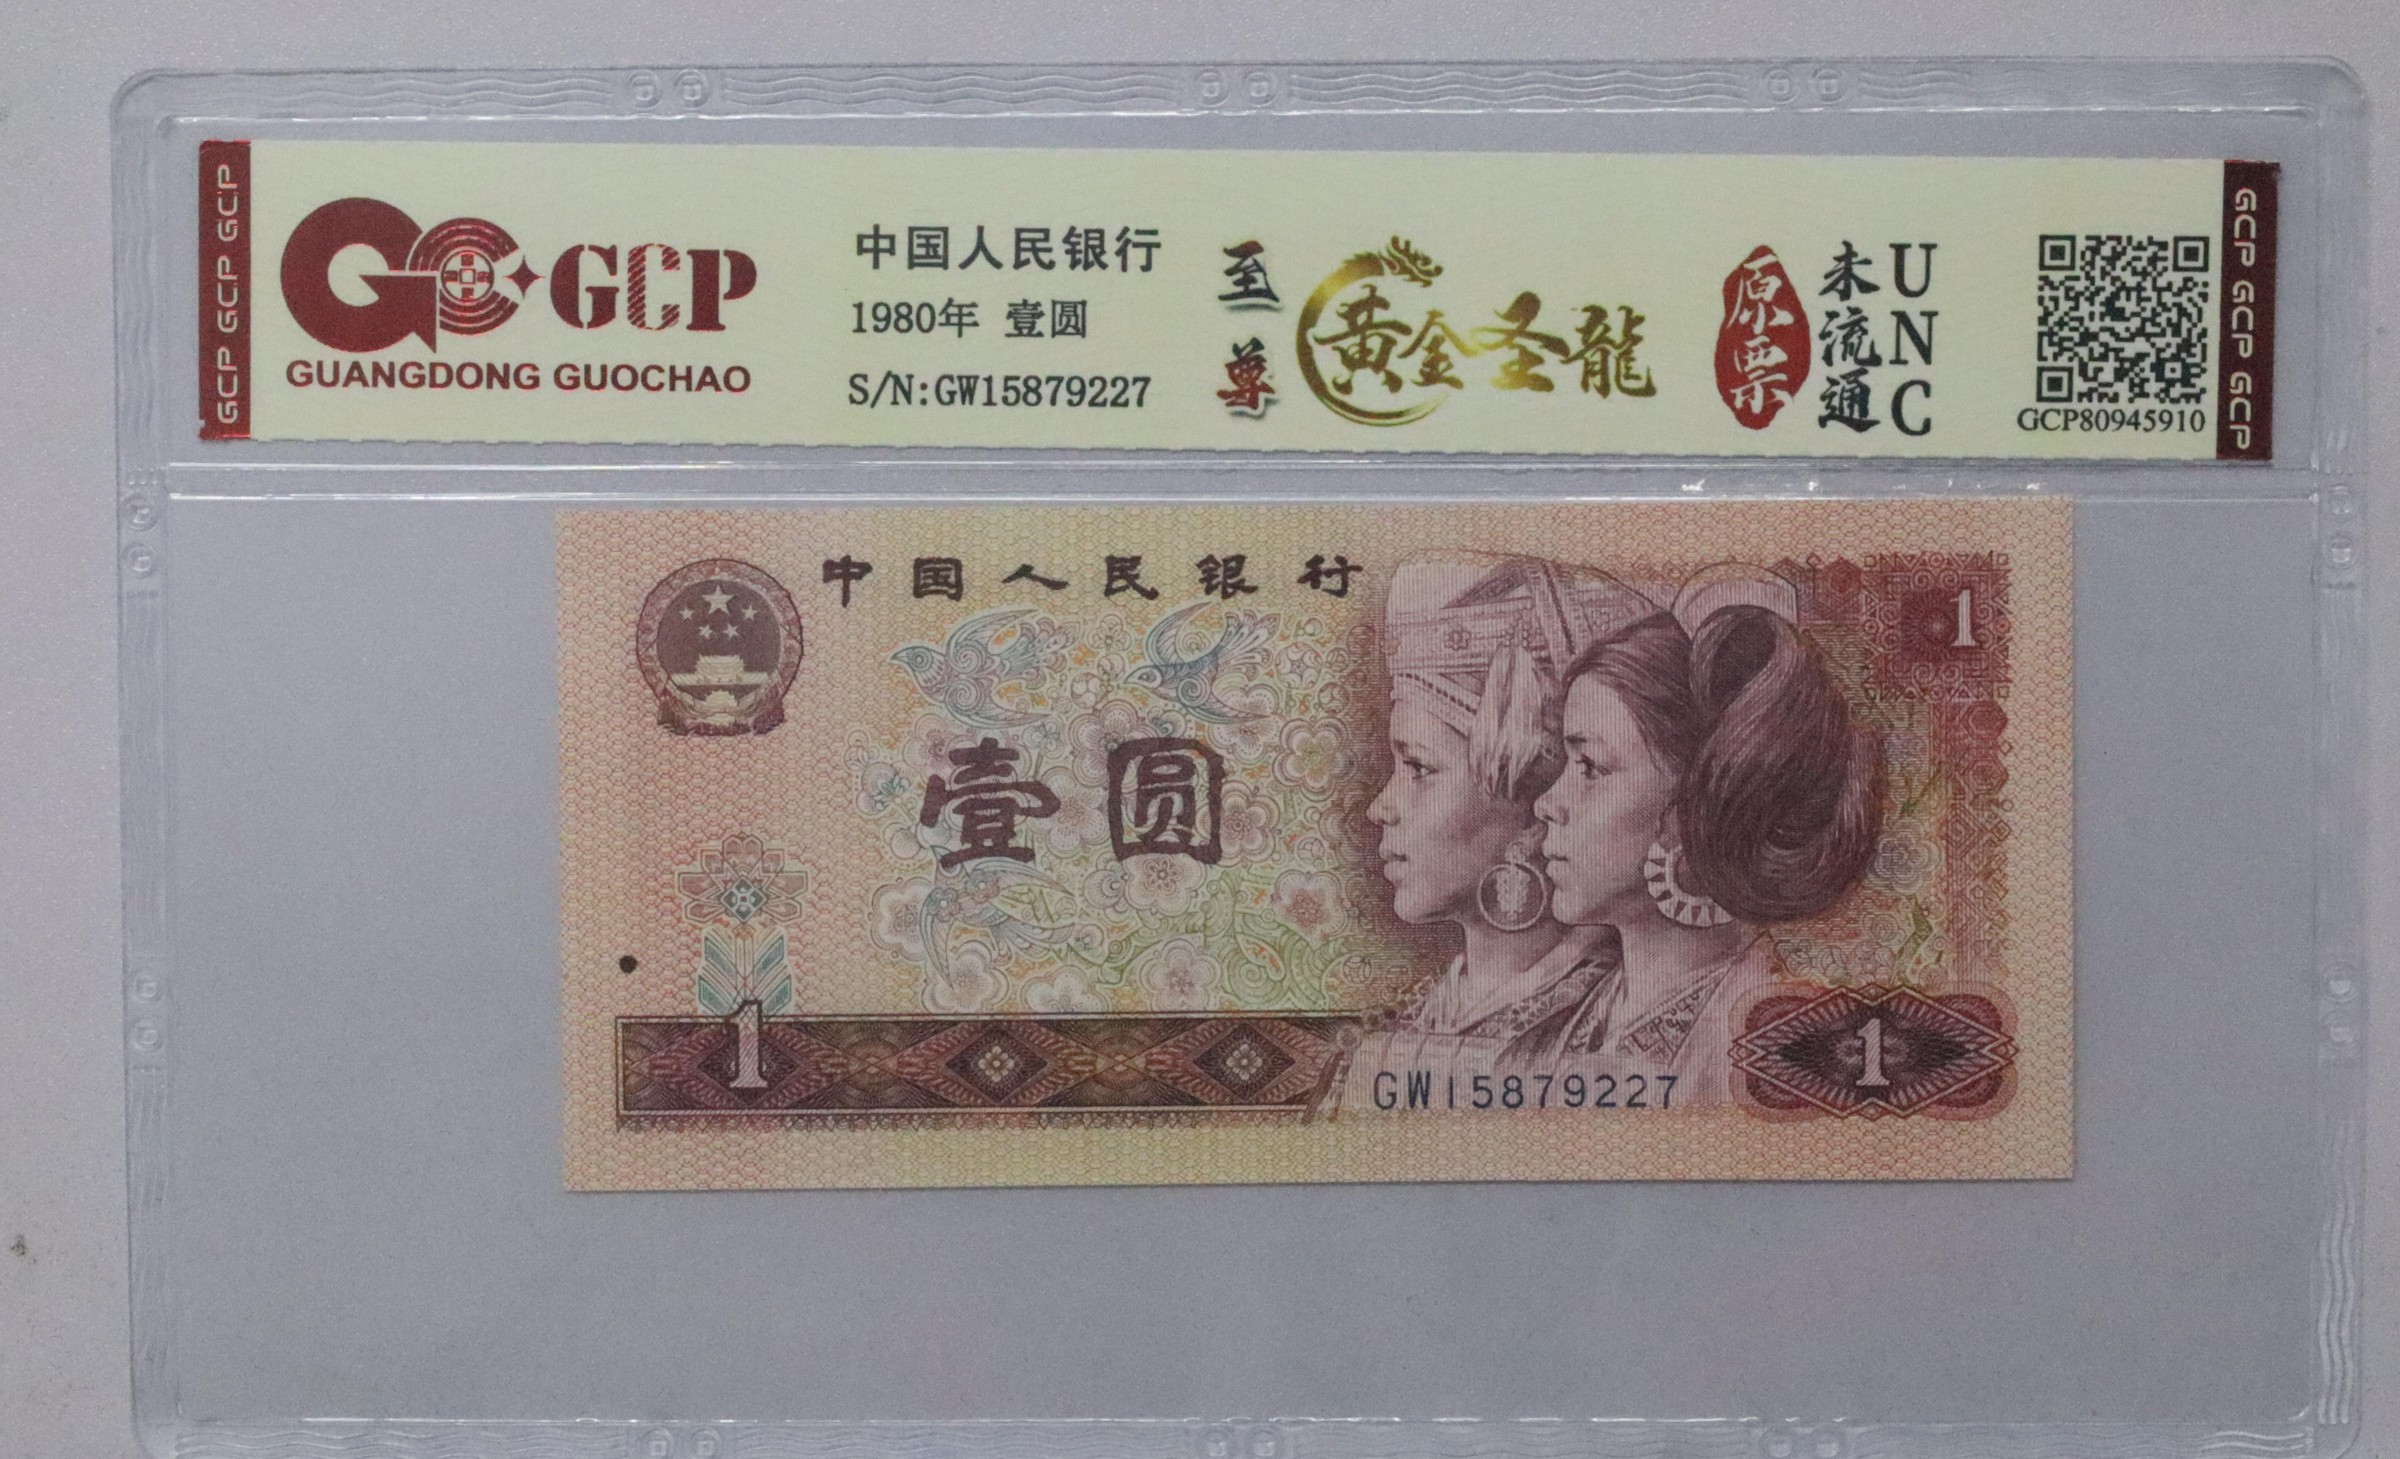 GCP GCP GCP
GCP
GUANGDONG GUOCHAO
中国人民银行
1980年 壹圆
S/N:GW15879227
至尊
黄金圣龍
原票
未流通
UNC
GCP80945910
GCP GCP GCP
中国人民银行
1
壹圆
1
GW15879227
1